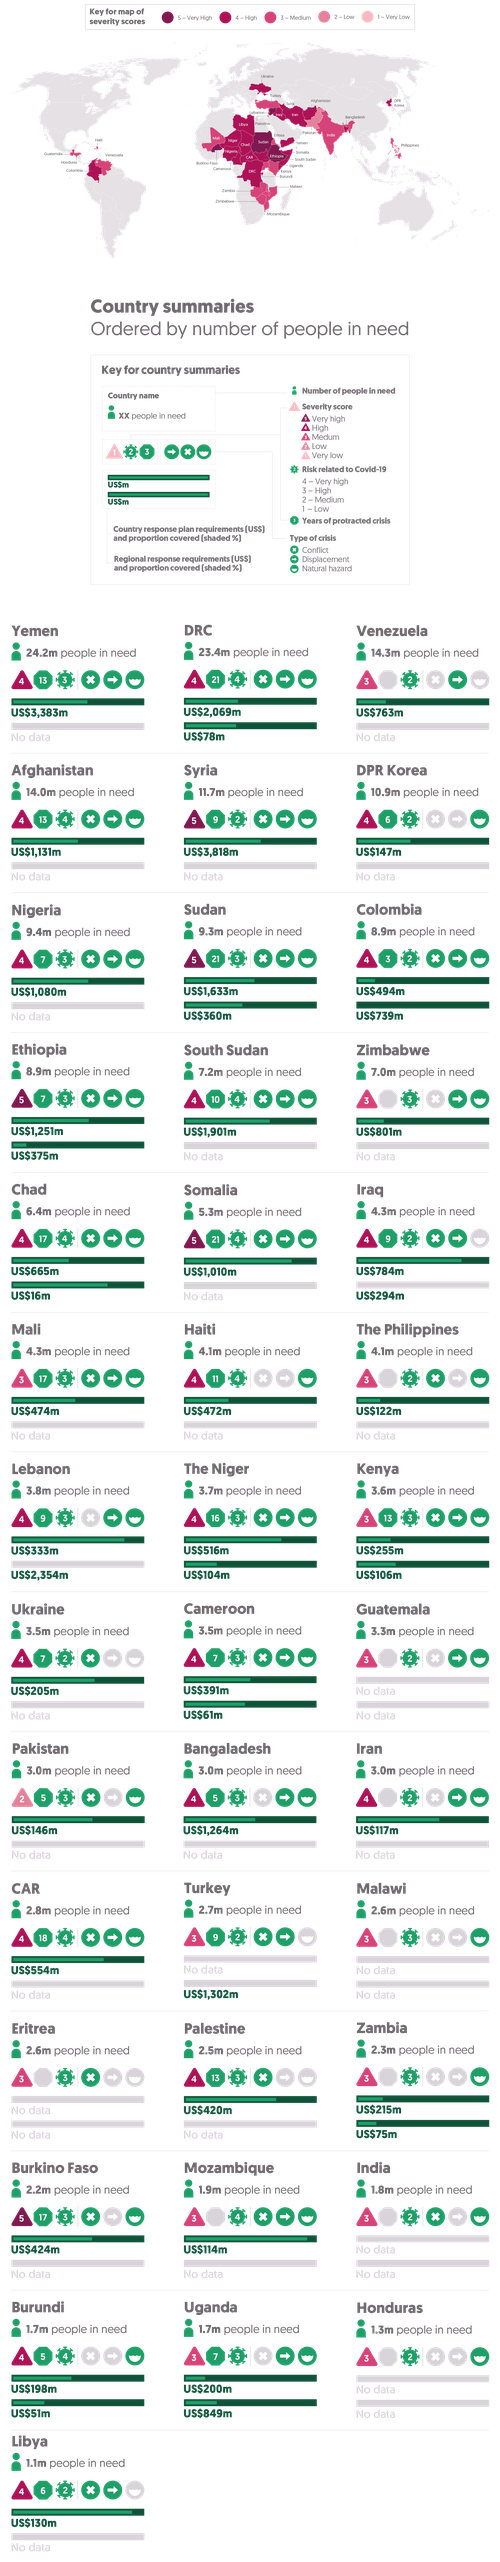 Key for map of
severity scores
5 – Very High
4 – High
3 – Medium
2 – Low
1 – Very Low
Ukraine
Turkey
Afghanistan
DPR
Korea
Lebanon
Iran
Bangladesh
Libya
Palestine
Haiti
Mali
Niger
Chad
Sudan
Eritrea
Yemen
India
Philippines
Guatemala
Honduras
Venezuela
Colombia
Burkino Faso
Nigeria
CAR
Ethiopia
Somalia
South Sudan
Cameroon
Uganda
Kenya
DRC
Burundi
Zambia
Malawi
Zimbabwe
Mozambique
Country summaries
Ordered by number of people in need
Key for country summaries
Country name
XX people in need
1 2 3
US$m
US$m
Country response plan requirements (US$)
and proportion covered (shaded %)
Regional response requirements (US$)
and proportion covered (shaded %)
Number of people in need
Severity score
Very high
High
Medum
Low
Very low
Risk related to Covid-19
4 – Very high
3 – High
2 – Medium
1 – Low
Years of protracted crisis
Type of crisis
Conflict
Displacement
Natural hazard
Yemen
24.2m people in need
4 13 3
US$3,383m
No data
DRC
23.4m people in need
4 21 4
US$2,069m
US$78m
Venezuela
14.3m people in need
3 2
US$763m
No data
Afghanistan
14.0m people in need
4 13 4
US$1,131m
No data
Syria
11.7m people in need
5 9 2
US$3,818m
No data
DPR Korea
10.9m people in need
4 6 2
US$147m
No data
Nigeria
9.4m people in need
4 7 3
US$1,080m
No data
Sudan
9.3m people in need
5 21 3
US$1,633m
US$360m
Colombia
8.9m people in need
4 3 2
US$494m
US$739m
Ethiopia
8.9m people in need
5 7 3
US$1,251m
US$375m
South Sudan
7.2m people in need
4 10 4
US$1,901m
No data
Zimbabwe
7.0m people in need
3 3
US$801m
No data
Chad
6.4m people in need
4 17 4
US$665m
US$16m
Somalia
5.3m people in need
5 21 4
US$1,010m
No data
Iraq
4.3m people in need
4 9 2
US$784m
US$294m
Mali
4.3m people in need
3 17 3
US$474m
No data
Haiti
4.1m people in need
4 11 4
US$472m
No data
The Philippines
4.1m people in need
3 2
US$122m
No data
Lebanon
3.8m people in need
4 9 3
US$333m
US$2,354m
The Niger
3.7m people in need
4 16 3
US$516m
US$104m
Kenya
3.6m people in need
3 13 3
US$255m
US$106m
Ukraine
3.5m people in need
4 7 2
US$205m
No data
Cameroon
3.5m people in need
4 7 3
US$391m
US$61m
Guatemala
3.3m people in need
3 2
No data
No data
Pakistan
3.0m people in need
2 5 3
US$146m
No data
Bangaladesh
3.0m people in need
4 5 3
US$1,264m
No data
Iran
3.0m people in need
4 2
US$117m
No data
CAR
2.8m people in need
4 18 4
US$554m
No data
Turkey
2.7m people in need
3 9 2
No data
US$1,302m
Malawi
2.6m people in need
3 3
No data
No data
Eritrea
2.6m people in need
3 3
No data
No data
Palestine
2.5m people in need
4 13 3
US$420m
No data
Zambia
2.3m people in need
3 3
US$215m
US$75m
Burkino Faso
2.2m people in need
5 17 3
US$424m
No data
Mozambique
1.9m people in need
3
US$114m
No data
India
1.8m people in need
3 2
No data
No data
Burundi
1.7m people in need
4 5 4
US$198m
US$51m
Uganda
1.7m people in need
3 7 3
US$200m
US$849m
Honduras
1.3m people in need
3 2
No data
No data
Libya
1.1m people in need
4 6 2
US$130m
No data